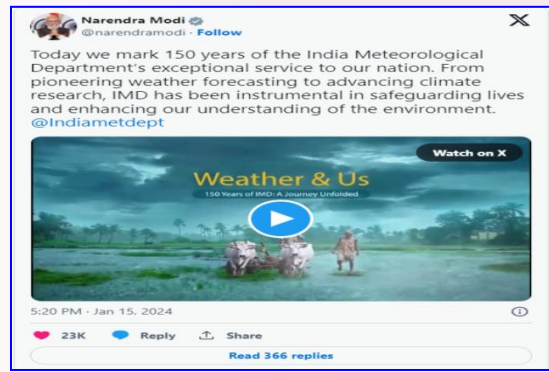 Narendra Modi
@narendramodi · Follow
Today we mark 150 years of the India Meteorological
Department's exceptional service to our nation. From
pioneering weather forecasting to advancing climate
research, IMD has been instrumental in safeguarding lives
and enhancing our understanding of the environment.
@Indiametdept
Watch on X
Weather & Us
150 Years of IMD: A Journey Unfolded
5:20 PM · Jan 15, 2024
23K Reply Share
Read 366 replies